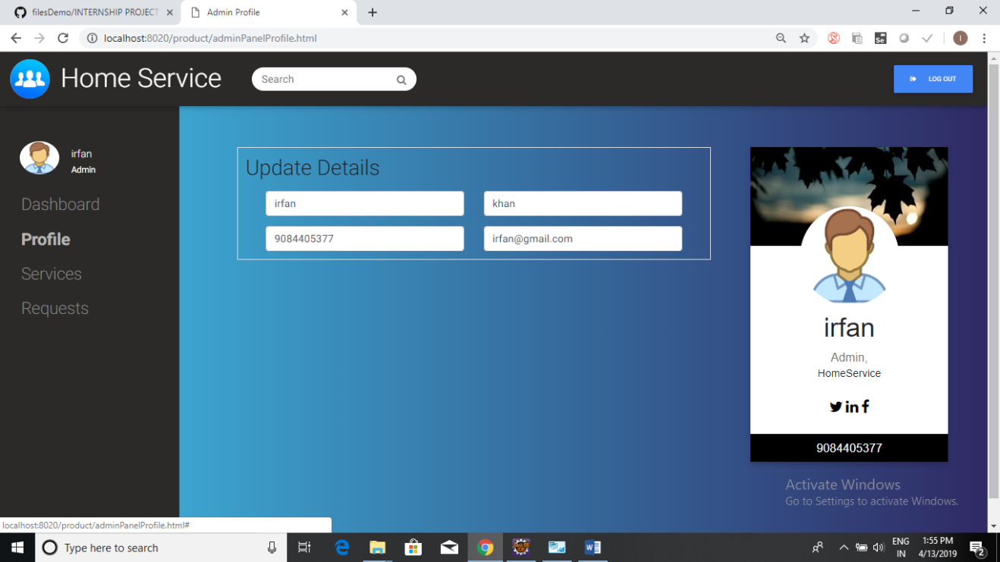 filesDemo/INTERNSHIP PROJECT
Admin Profile
localhost:8020/product/adminPanelProfile.html
Se
I
Home Service
Search
LOG OUT
irfan
Admin
Dashboard
Profile
Services
Requests
Update Details
irfan
khan
9084405377
irfan@gmail.com
irfan
Admin,
HomeService
9084405377
Activate Windows
Go to Settings to activate Windows.
localhost:8020/product/adminPanelProfile.html#
Type here to search
ENG
IN
1:55 PM
4/13/2019
2